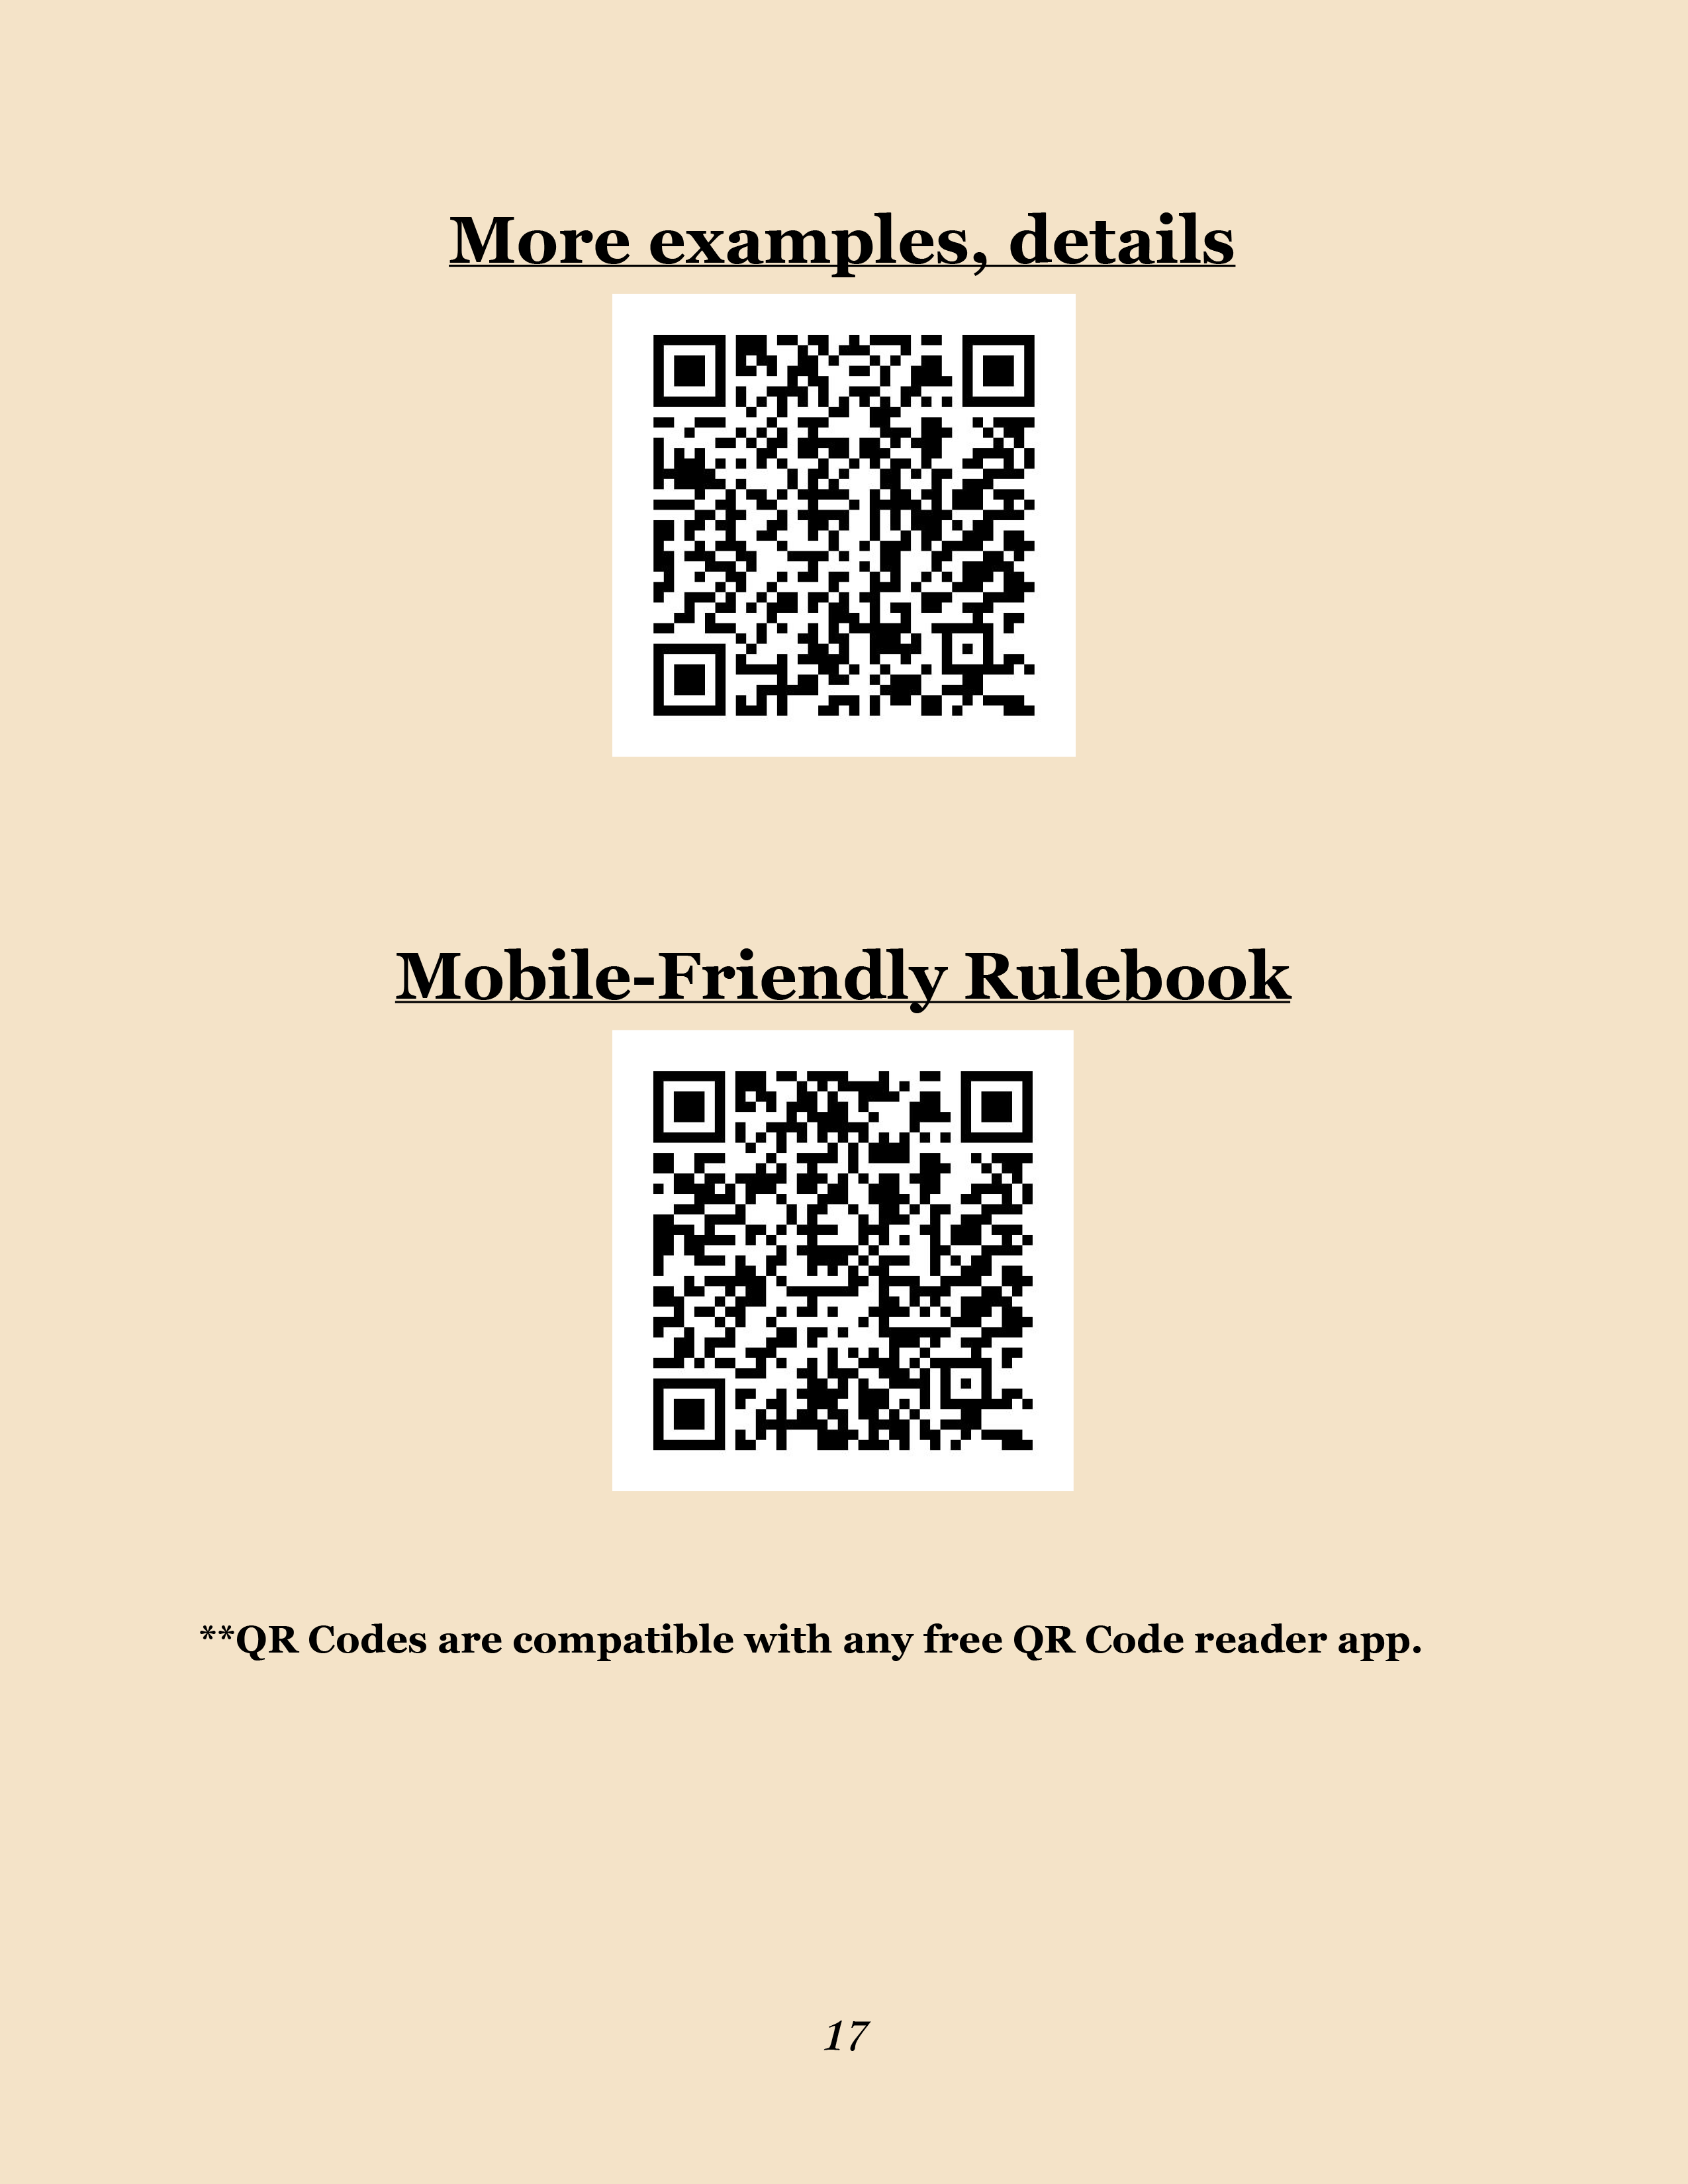 More examples, details
Mobile-Friendly Rulebook
**QR Codes are compatible with any free QR Code reader app.
17